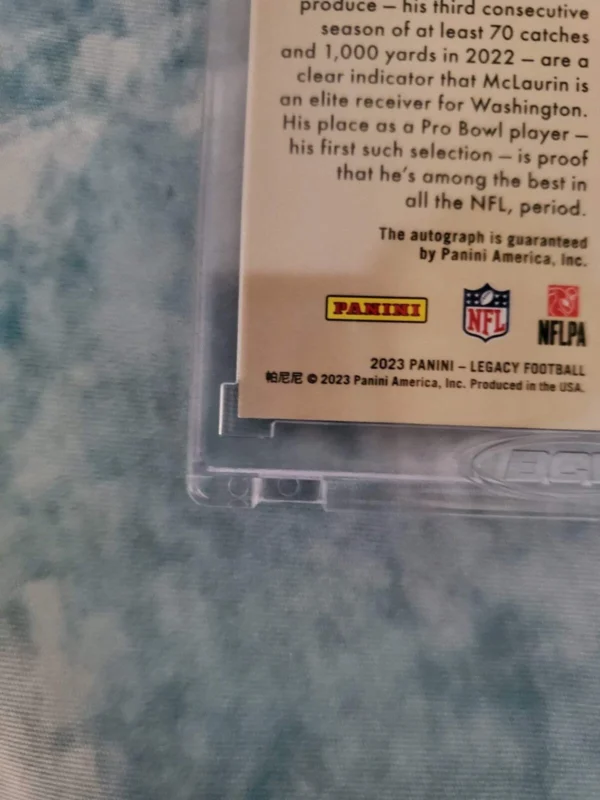 produce – his third consecutive
season of at least 70 catches
and 1,000 yards in 2022 – are a
clear indicator that McLaurin is
an elite receiver for Washington.
His place as a Pro Bowl player –
his first such selection – is proof
that he's among the best in
all the NFL, period.
The autograph is guaranteed
by Panini America, Inc.
PANINI
NFL
NFLPA
2023 PANINI – LEGACY FOOTBALL
帕尼尼 © 2023 Panini America, Inc. Produced in the USA.